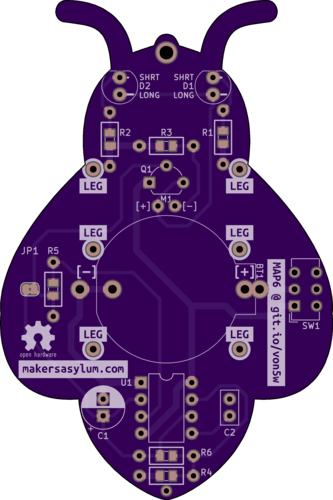 SHRT SHRT
D2 D1
LONG LONG
R2 R3 R1
Q1
LEG LEG
M1
[+] [-]
LEG LEG
JP1 R5 [-] [+] BT1
MAP6 @ git.io/von5w
SW1
LEG LEG
open hardware
makersasylum.com
U1
+ C1 C2
R6
R4